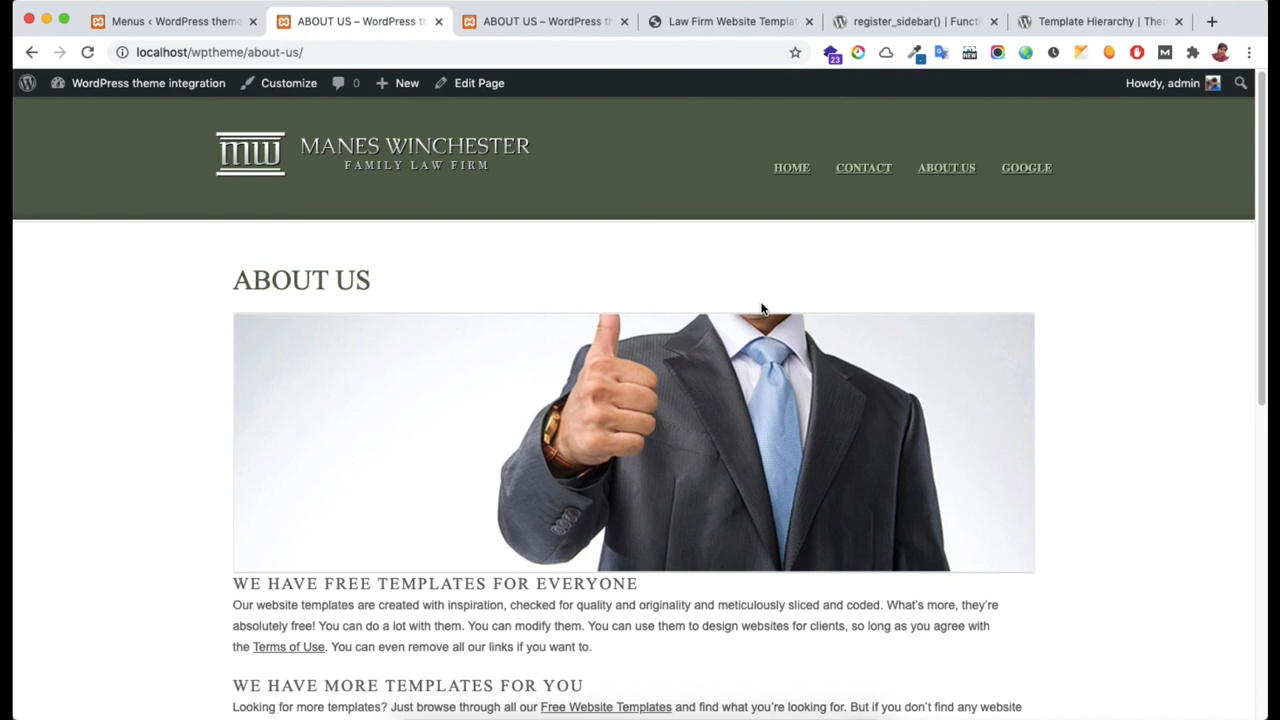 Menus ‹ WordPress theme
ABOUT US – WordPress th
ABOUT US – WordPress th
Law Firm Website Templat
register_sidebar() | Functi
Template Hierarchy | Then
localhost/wptheme/about-us/
23
NEW
M
WordPress theme integration
Customize
0
New
Edit Page
Howdy, admin
mw
MANES WINCHESTER
FAMILY LAW FIRM
HOME
CONTACT
ABOUT US
GOOGLE
ABOUT US
WE HAVE FREE TEMPLATES FOR EVERYONE
Our website templates are created with inspiration, checked for quality and originality and meticulously sliced and coded. What's more, they're
absolutely free! You can do a lot with them. You can modify them. You can use them to design websites for clients, so long as you agree with
the Terms of Use. You can even remove all our links if you want to.
WE HAVE MORE TEMPLATES FOR YOU
Looking for more templates? Just browse through all our Free Website Templates and find what you're looking for. But if you don't find any website